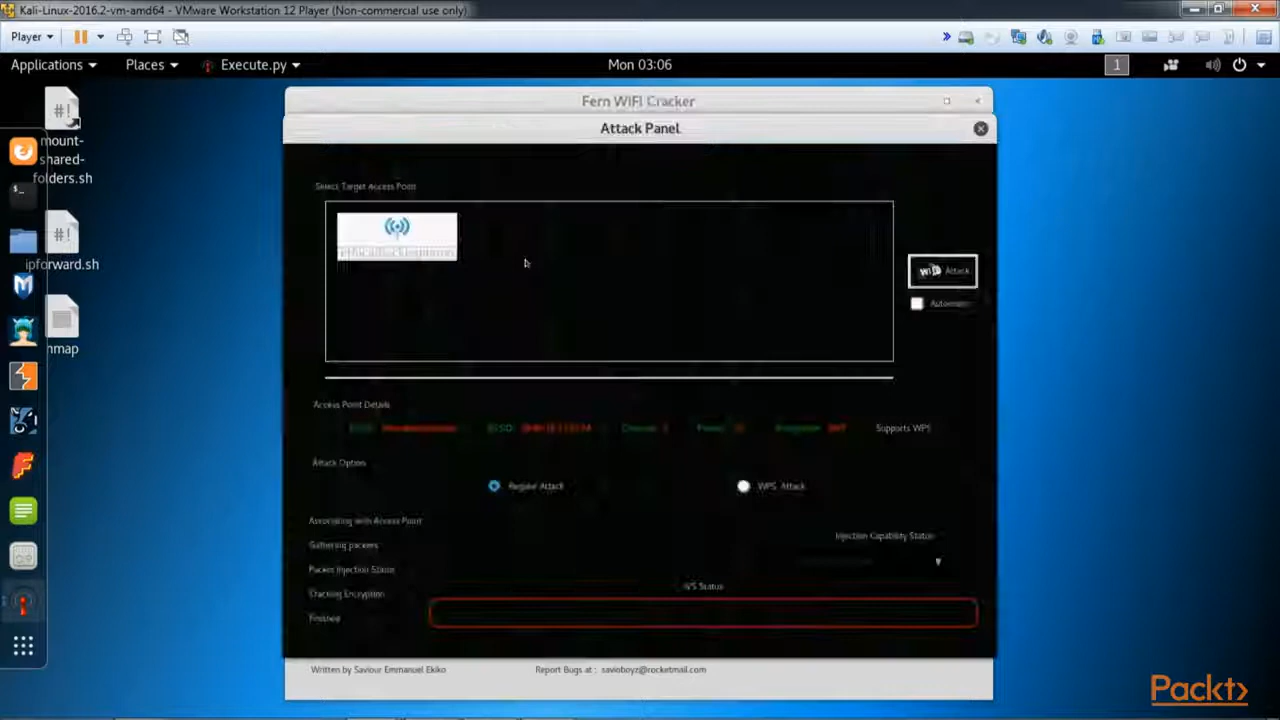 Kali-Linux-2016.2-vm-amd64 - VMware Workstation 12 Player (Non-commercial use only)
Player
Applications
Places
Execute.py
Mon 03:06
1
mount-
shared-
folders.sh
ipforward.sh
nmap
Fern WIFI Cracker
Attack Panel
Select Target Access Point
WiFi Attack
Automate
Access Point Details
Supports WPS
Attack Option
Regular Attack
WPS Attack
Associating with Access Point
Gathering packets
Packet Injection Status
Cracking Encryption
Finished
Injection Capability Status
IVS Status
Written by Saviour Emmanuel Ekiko
Report Bugs at : savioboyz@rocketmail.com
Packt>